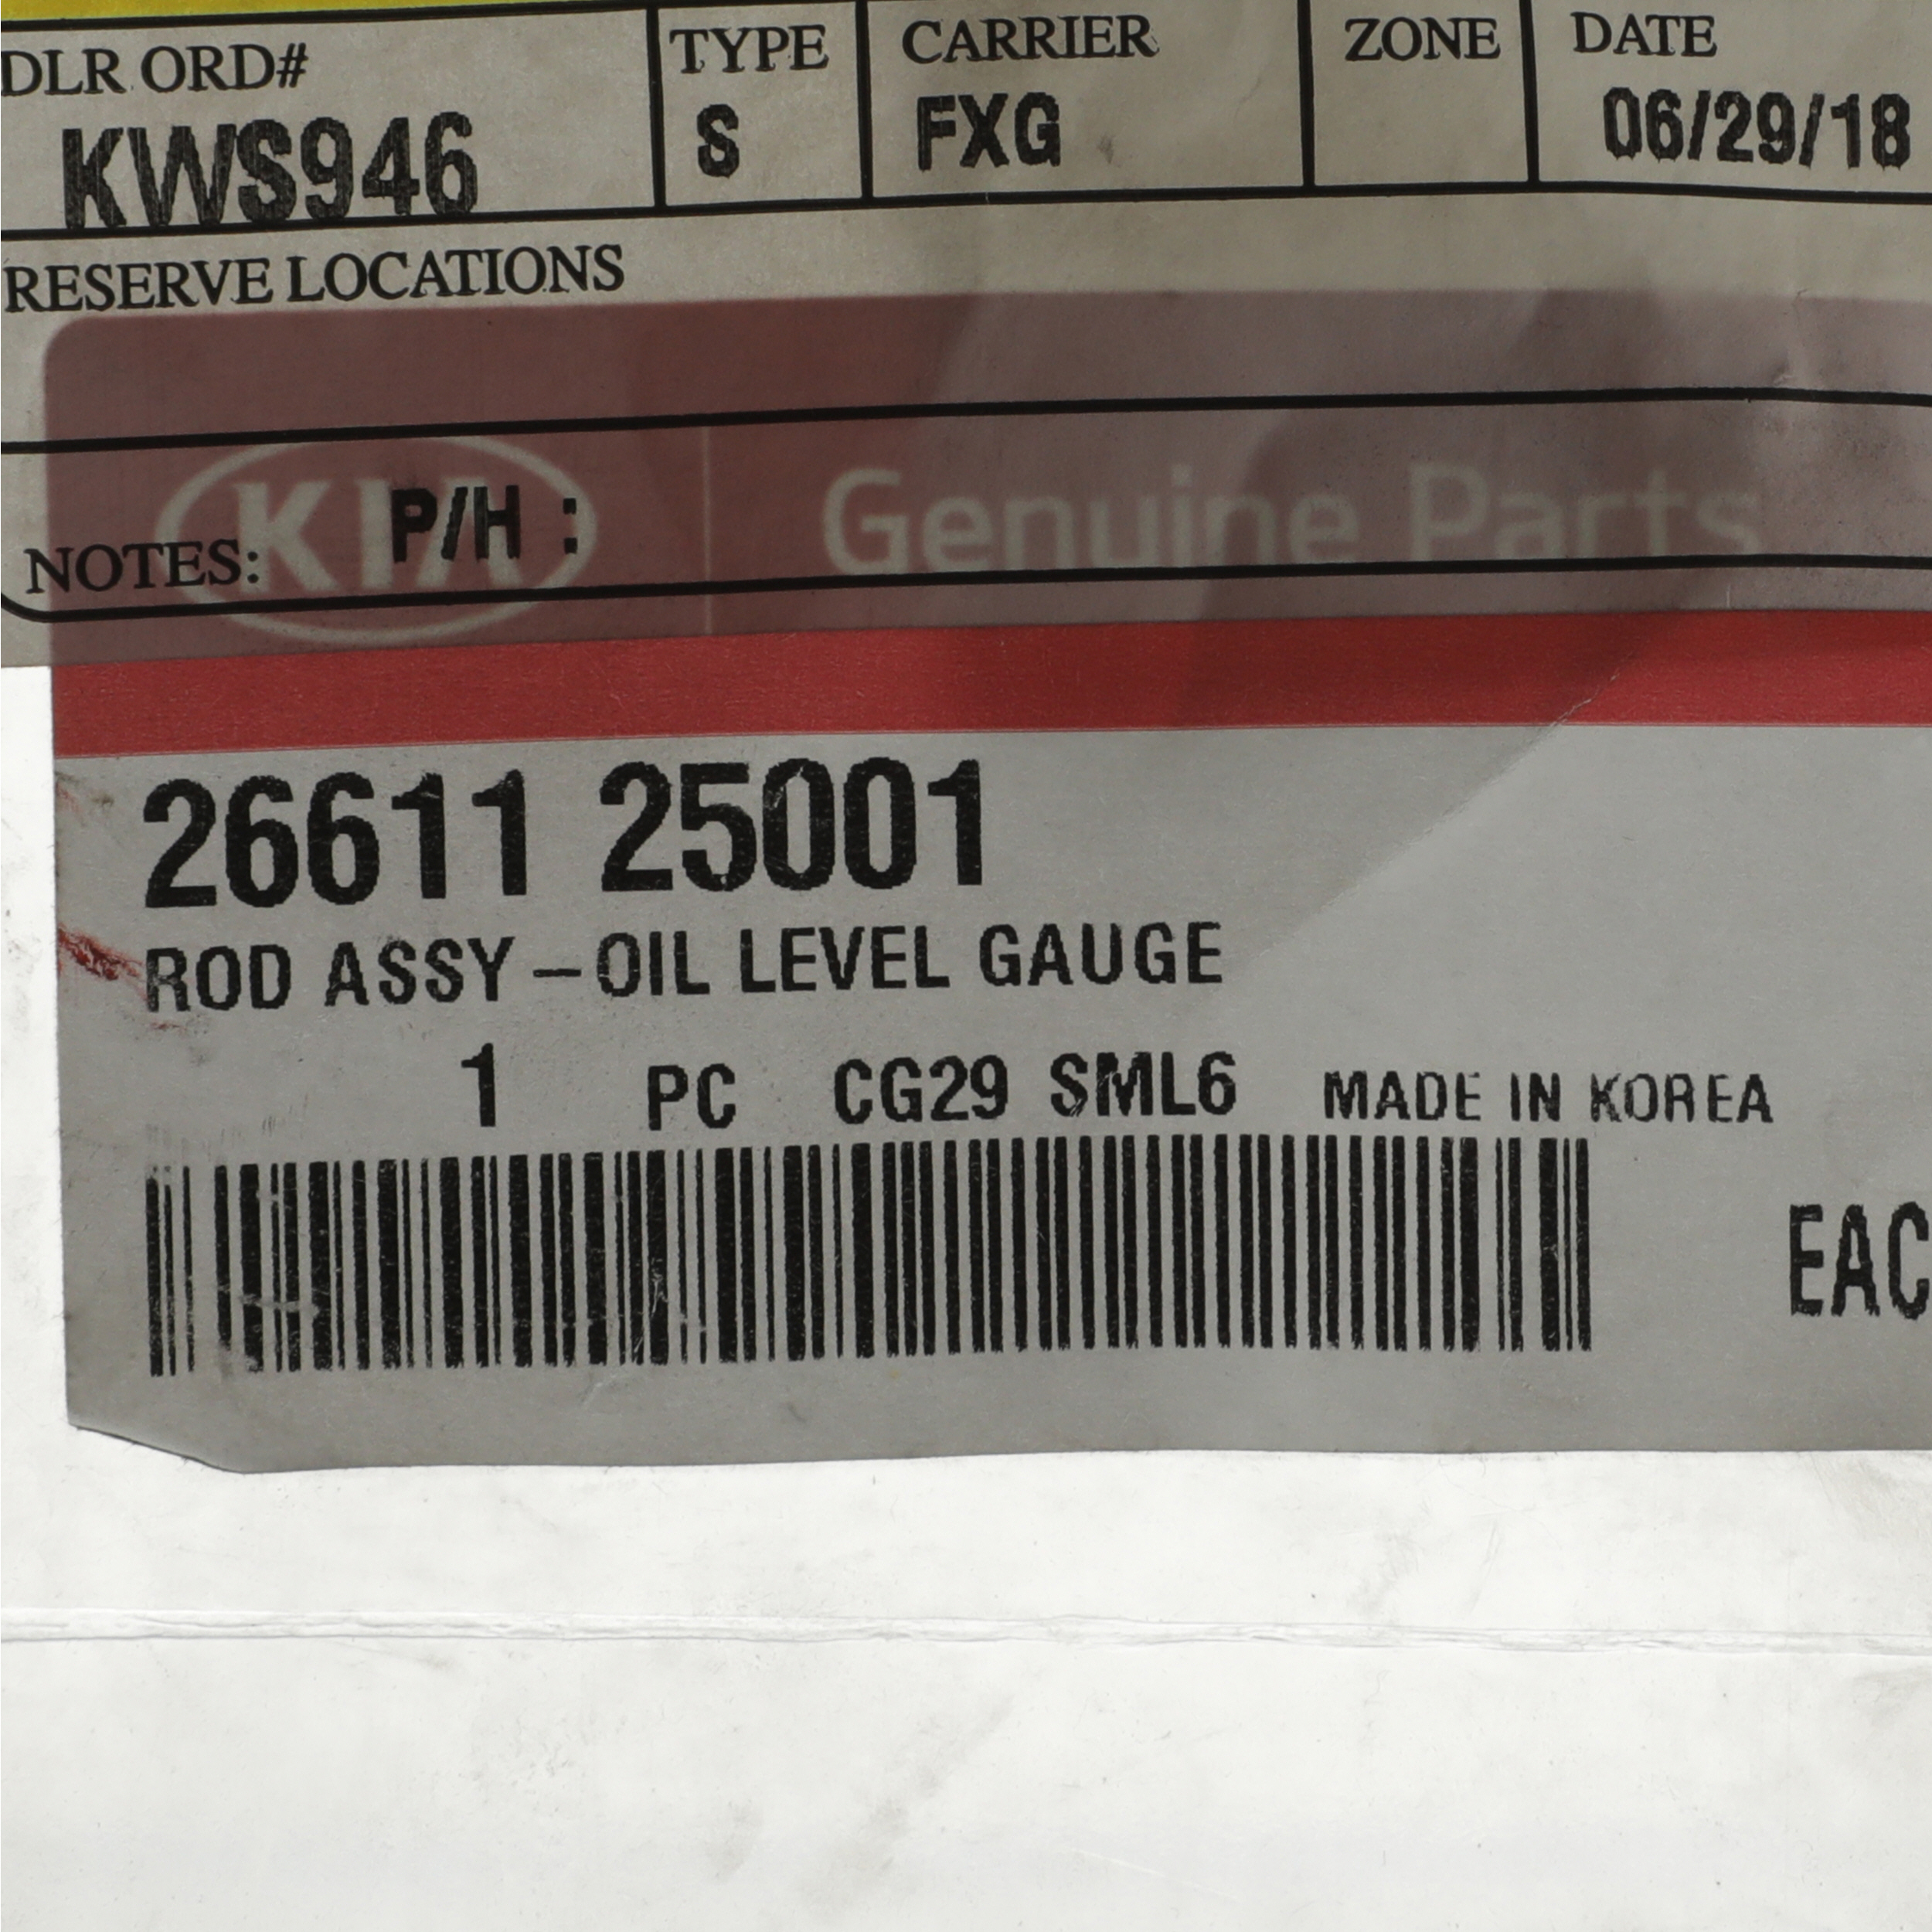 DLR ORD# TYPE CARRIER ZONE DATE
KWS946 S FXG 06/29/18
RESERVE LOCATIONS
KIA Genuine Parts
NOTES: P/H :
26611 25001
ROD ASSY - OIL LEVEL GAUGE
1 PC CG29 SML6 MADE IN KOREA
EAC